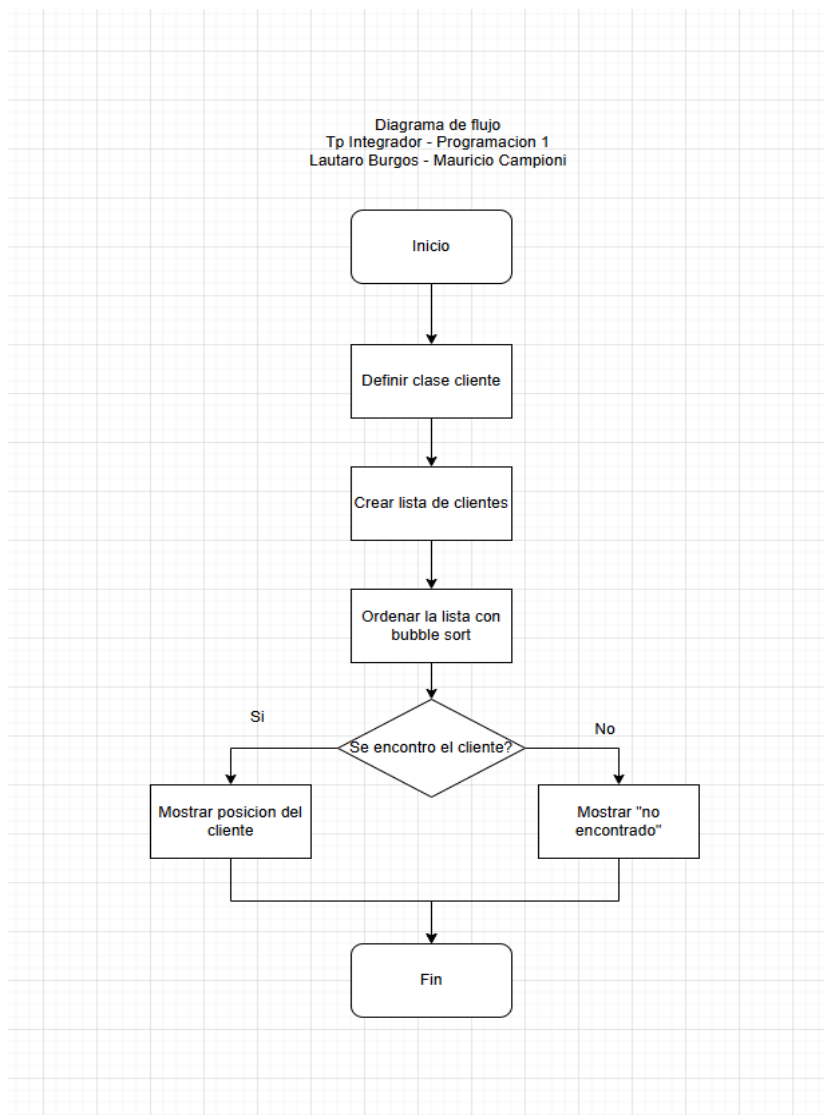 Diagrama de flujo
Tp Integrador - Programacion 1
Lautaro Burgos - Mauricio Campioni
Inicio
Definir clase cliente
Crear lista de clientes
Ordenar la lista con
bubble sort
Si
Se encontro el cliente?
No
Mostrar posicion del
cliente
Mostrar "no
encontrado"
Fin